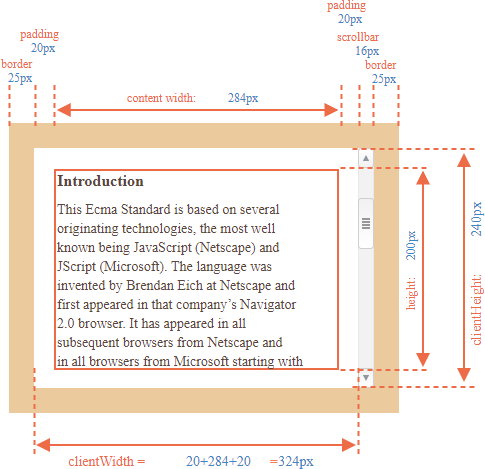 padding
20px
padding
20px
scrollbar
16px
border
25px
border
25px
content width: 284px
Introduction
This Ecma Standard is based on several
originating technologies, the most well
known being JavaScript (Netscape) and
JScript (Microsoft). The language was
invented by Brendan Eich at Netscape and
first appeared in that company’s Navigator
2.0 browser. It has appeared in all
subsequent browsers from Netscape and
in all browsers from Microsoft starting with
height: 200px
clientHeight: 240px
clientWidth = 20+284+20 =324px